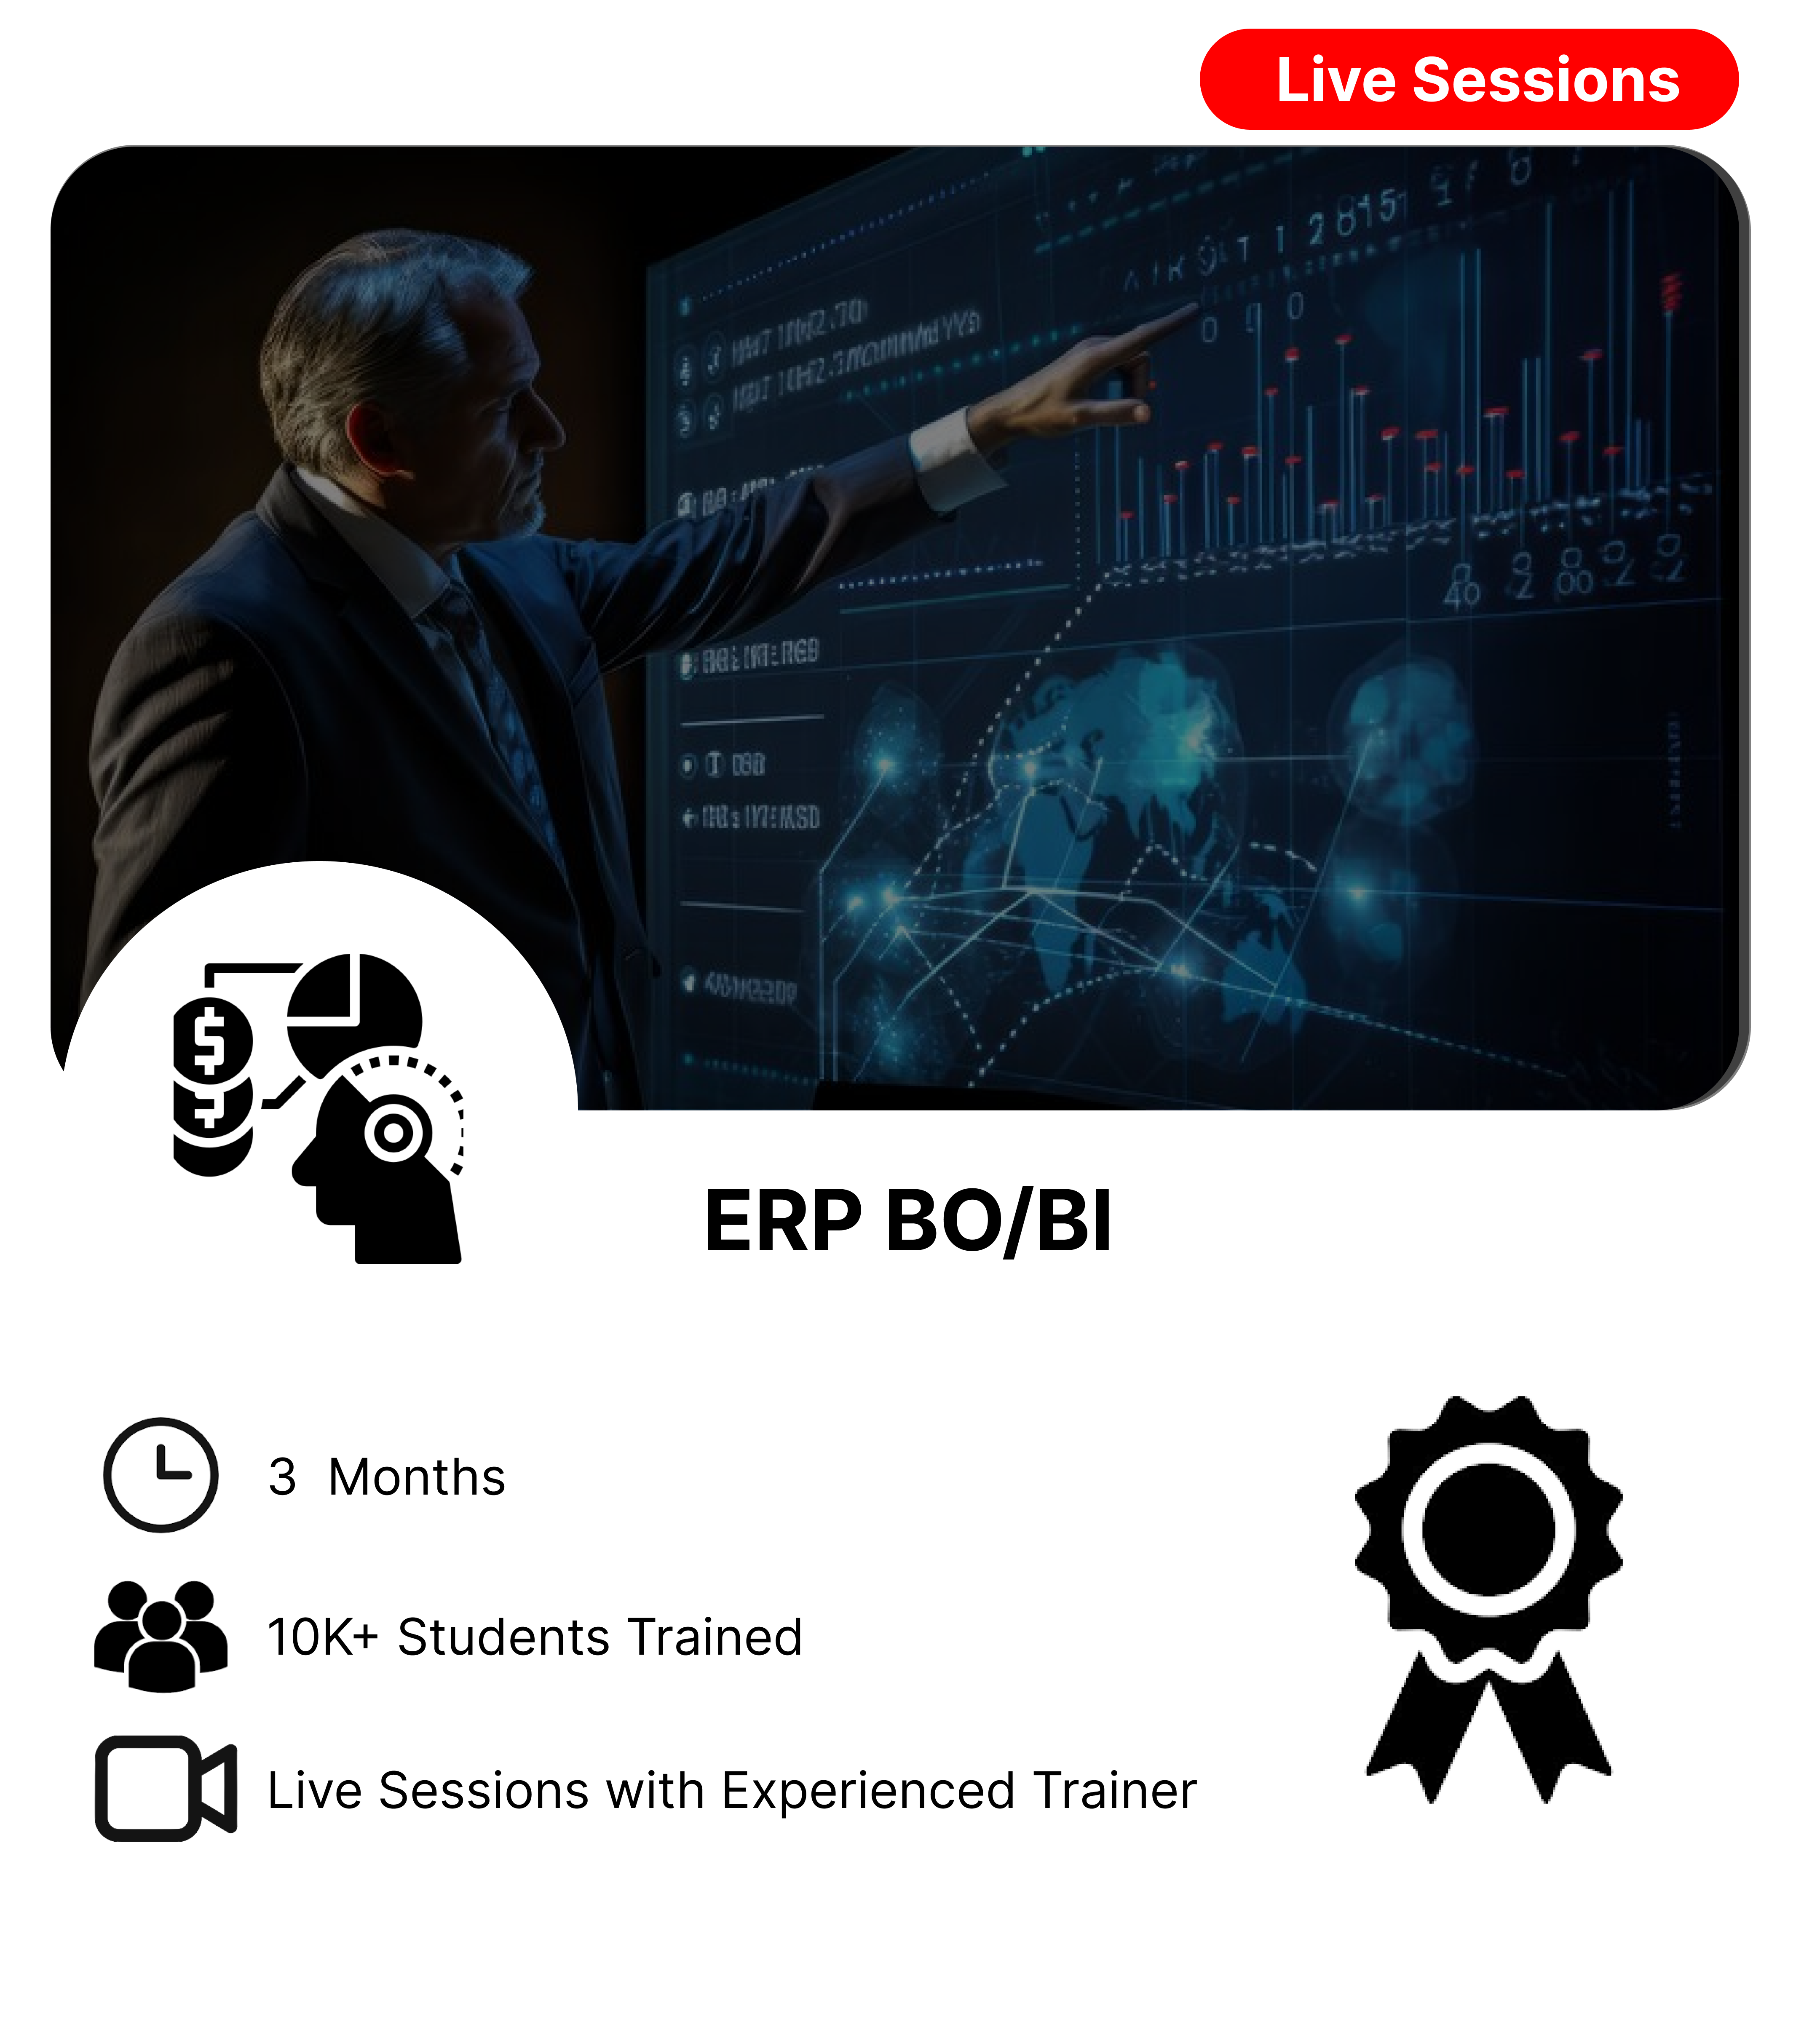 Live Sessions
ERP BO/BI
3 Months
10K+ Students Trained
Live Sessions with Experienced Trainer